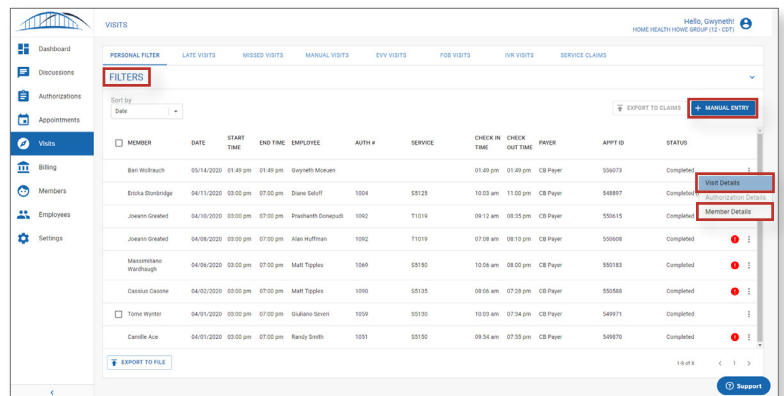 VISITS
Hello, Gwyneth!
HOME HEALTH HOWE GROUP (12 - CDT)
Dashboard
Discussions
Authorizations
Appointments
Visits
Billing
Members
Employees
Settings
PERSONAL FILTER LATE VISITS MISSED VISITS MANUAL VISITS EVV VISITS FOB VISITS IVR VISITS SERVICE CLAIMS
FILTERS
Sort by
Date
EXPORT TO CLAIMS + MANUAL ENTRY
MEMBER DATE START TIME END TIME EMPLOYEE AUTH # SERVICE CHECK IN TIME CHECK OUT TIME PAYER APPT ID STATUS
Bari Wolfrauch 05/14/2020 01:49 pm 01:49 pm Gwyneth Moeuen 01:49 pm 01:49 pm CB Payer 556073 Completed
Ericka Stonbridge 04/11/2020 03:00 pm 07:00 pm Diane Seloff 1004 S5125 10:03 am 11:00 pm CB Payer 548897 Completed
Joeann Greated 04/10/2020 03:00 pm 07:00 pm Prashanth Donepudi 1092 T1019 09:12 am 08:35 pm CB Payer 550615 Completed
Joeann Greated 04/08/2020 03:00 pm 07:00 pm Alan Huffman 1092 T1019 07:08 am 08:10 pm CB Payer 550608 Completed
Massimiliano Wardhaugh 04/06/2020 03:00 pm 07:00 pm Matt Tipples 1069 S5150 10:06 am 08:00 pm CB Payer 550183 Completed
Cassius Casone 04/02/2020 03:00 pm 07:00 pm Matt Tipples 1090 S5135 08:06 am 07:28 pm CB Payer 550588 Completed
Tome Wynter 04/01/2020 03:00 pm 07:00 pm Giuliano Severi 1059 S5130 10:03 am 07:34 pm CB Payer 549971 Completed
Camille Ace 04/01/2020 03:00 pm 07:00 pm Randy Smith 1051 S5150 09:54 am 07:55 pm CB Payer 549870 Completed
Visit Details
Authorization Details
Member Details
EXPORT TO FILE
1-8 of 8 < 1 >
Support